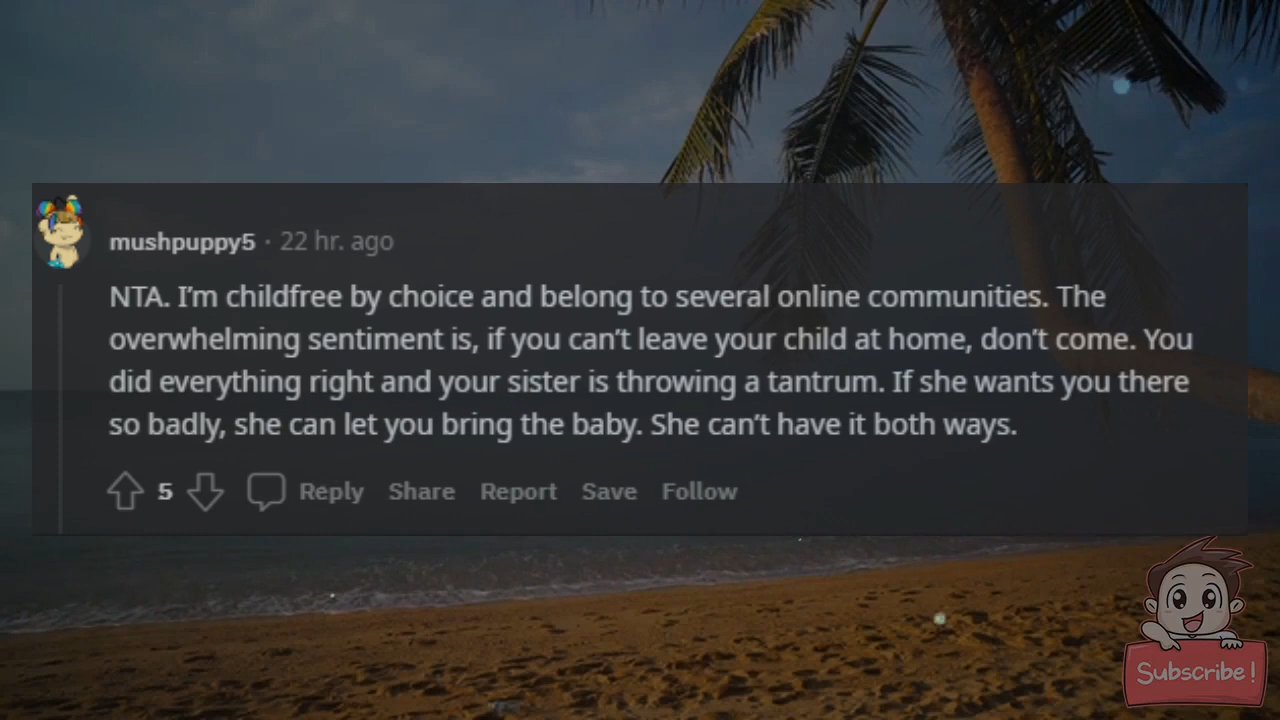 mushpuppy5 · 22 hr. ago
NTA. I’m childfree by choice and belong to several online communities. The
overwhelming sentiment is, if you can’t leave your child at home, don’t come. You
did everything right and your sister is throwing a tantrum. If she wants you there
so badly, she can let you bring the baby. She can’t have it both ways.
5 Reply Share Report Save Follow
Subscribe!